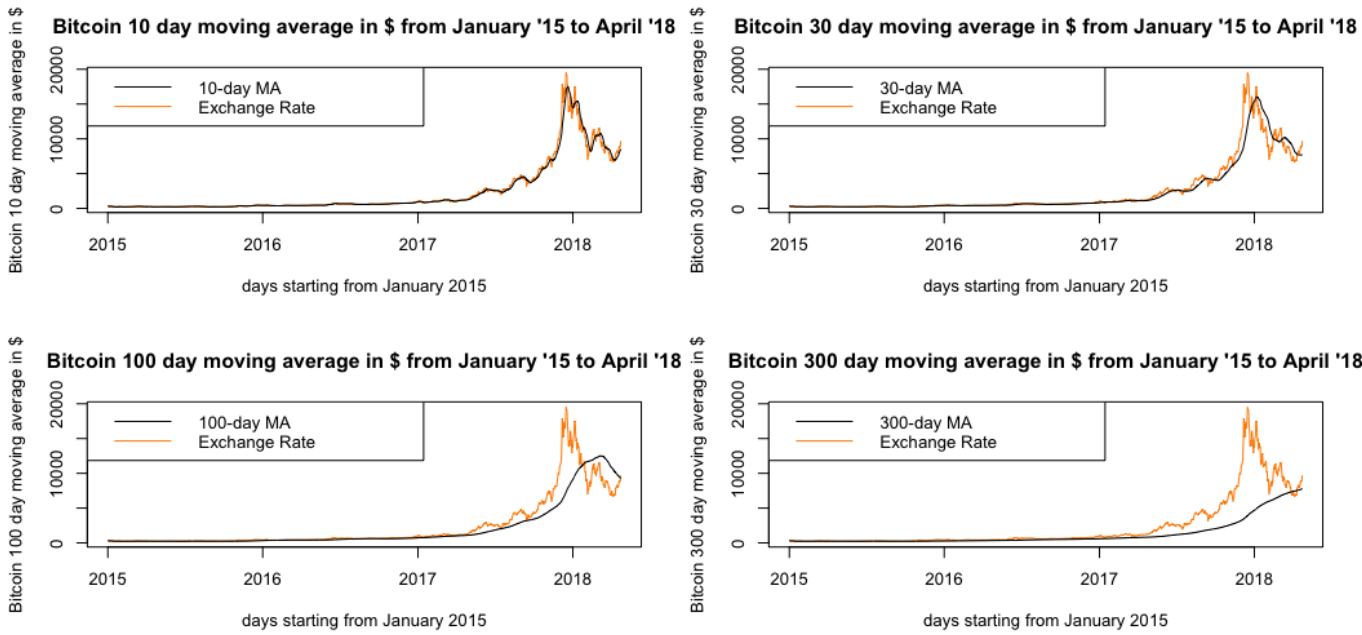 Bitcoin 10 day moving average in $ from January '15 to April '18
Bitcoin 10 day moving average in $
20000
10000
0
10-day MA
Exchange Rate
2015 2016 2017 2018
days starting from January 2015
Bitcoin 30 day moving average in $ from January '15 to April '18
Bitcoin 30 day moving average in $
20000
10000
0
30-day MA
Exchange Rate
2015 2016 2017 2018
days starting from January 2015
Bitcoin 100 day moving average in $ from January '15 to April '18
Bitcoin 100 day moving average in $
20000
10000
0
100-day MA
Exchange Rate
2015 2016 2017 2018
days starting from January 2015
Bitcoin 300 day moving average in $ from January '15 to April '18
Bitcoin 300 day moving average in $
20000
10000
0
300-day MA
Exchange Rate
2015 2016 2017 2018
days starting from January 2015